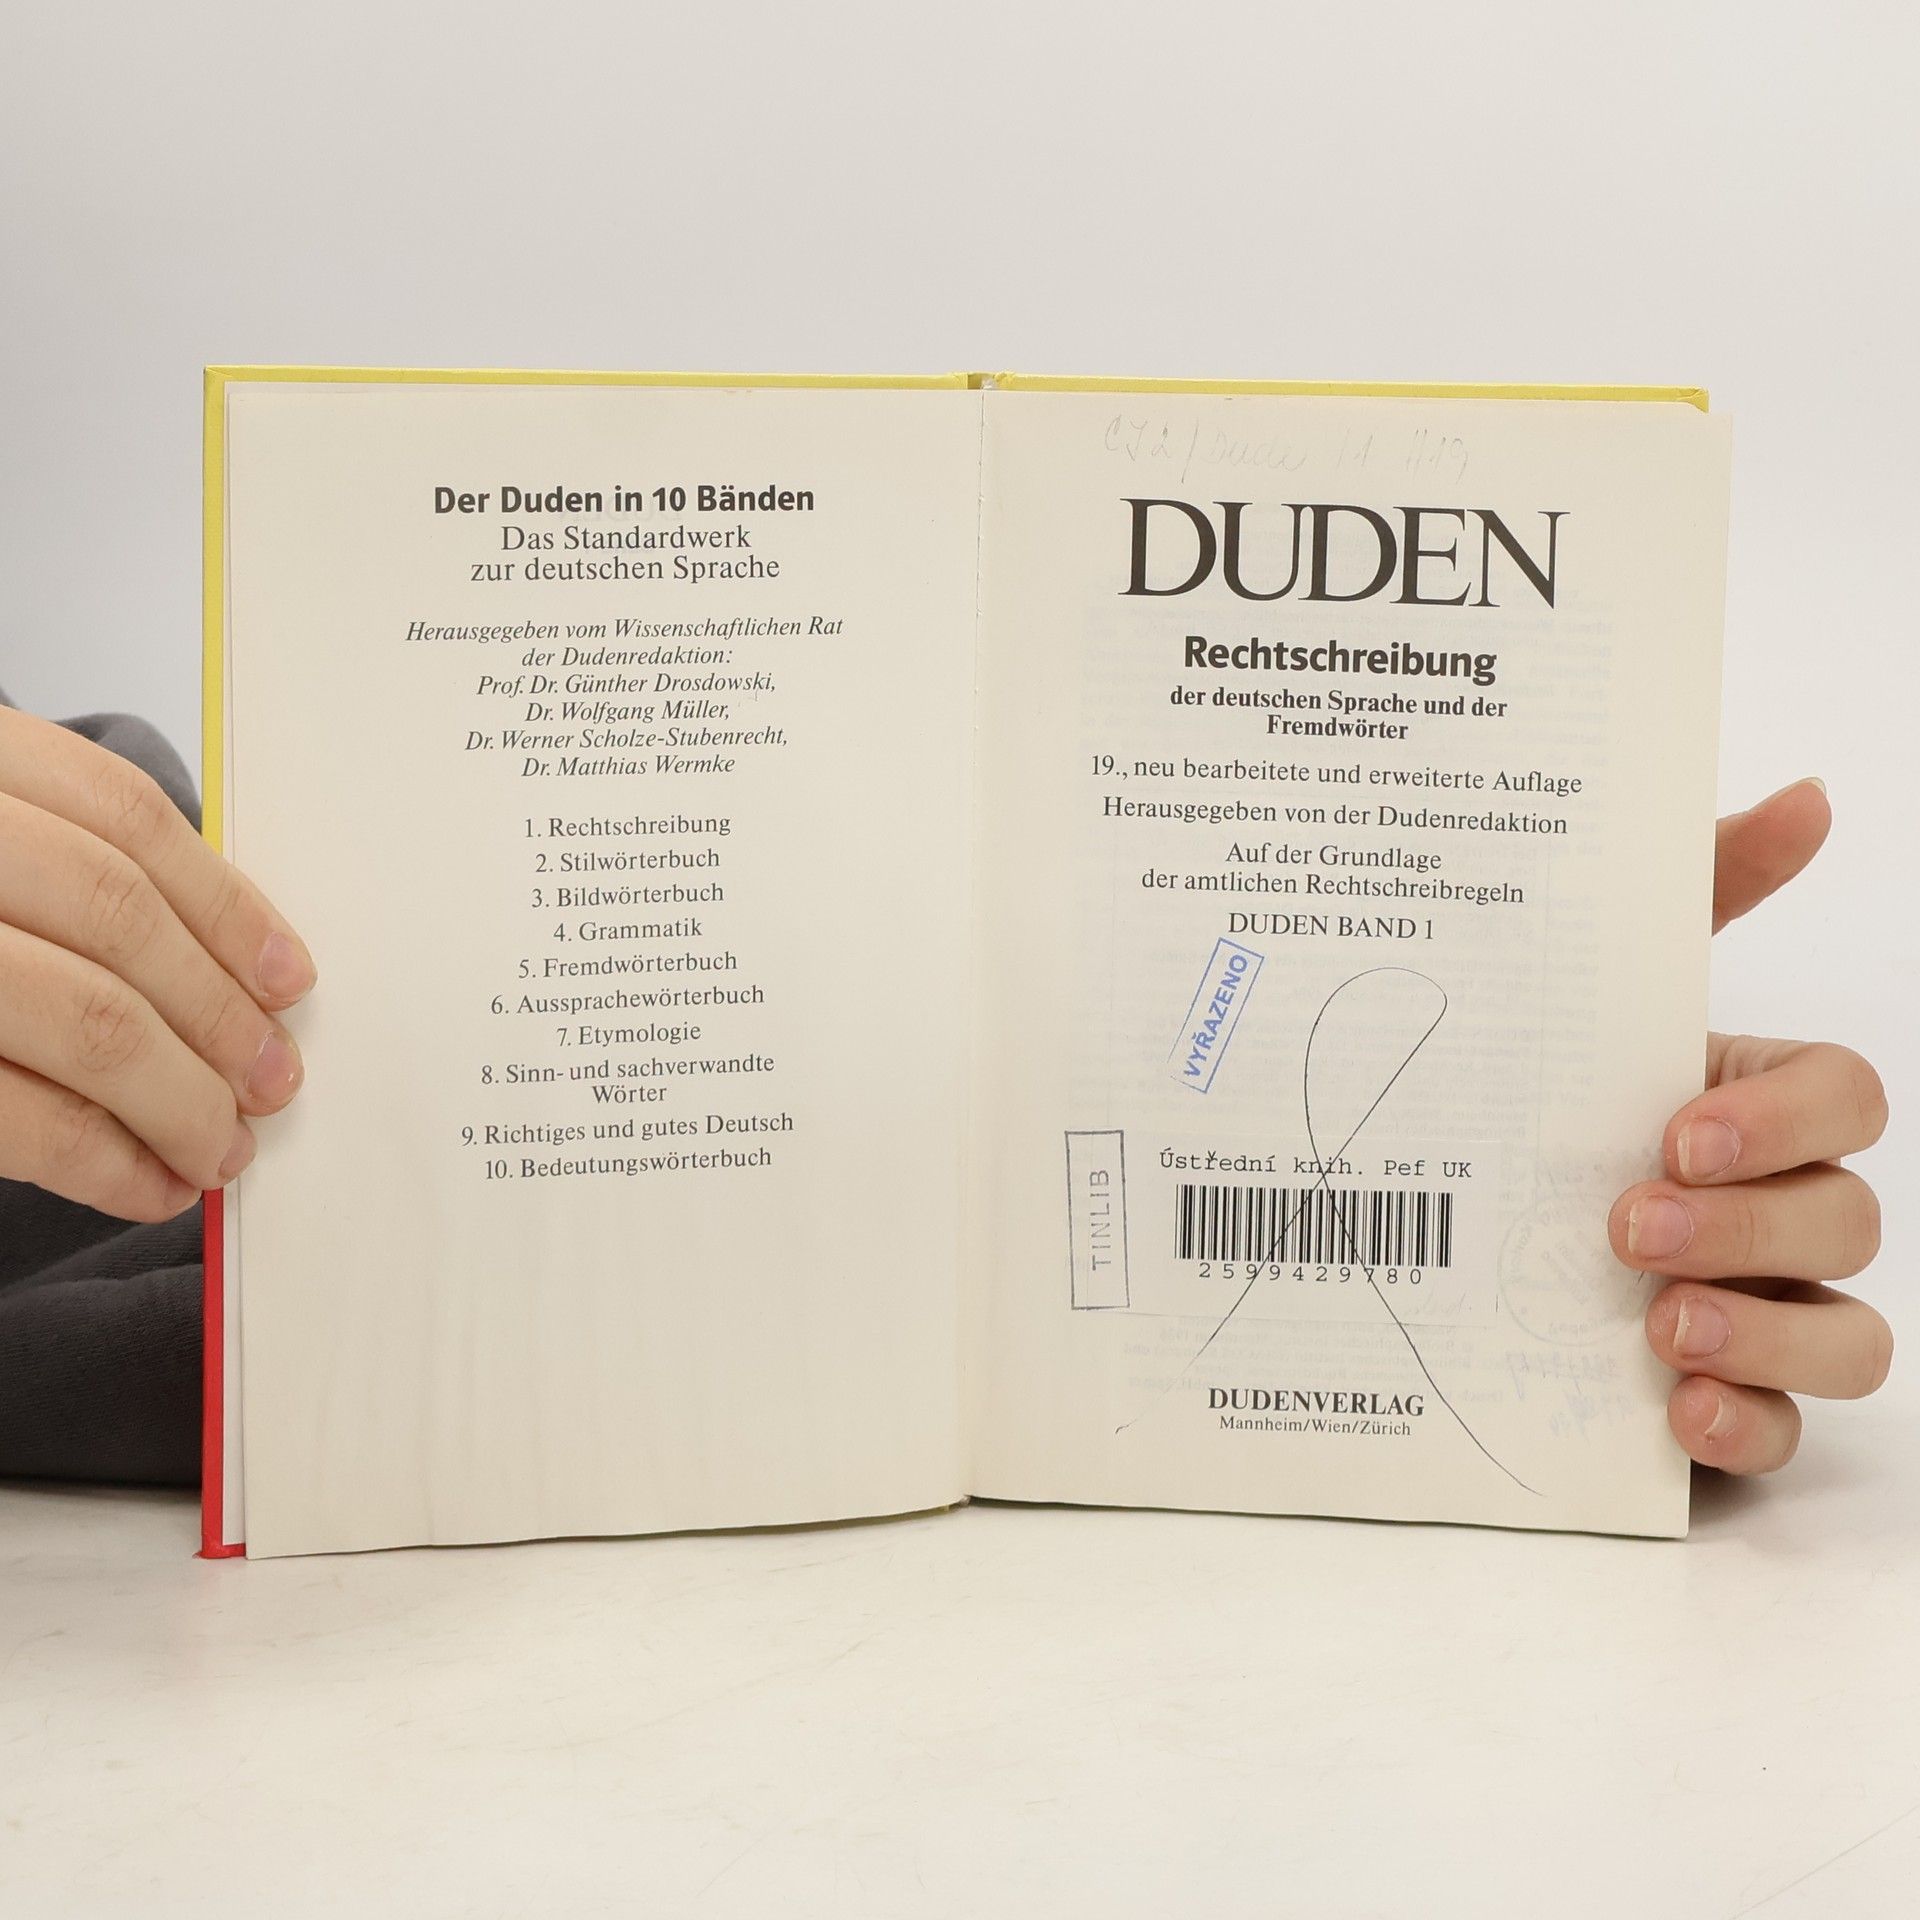 Der Duden in 10 Bänden
Das Standardwerk
zur deutschen Sprache
Herausgegeben vom Wissenschaftlichen Rat
der Dudenredaktion:
Prof. Dr. Günther Drosdowski,
Dr. Wolfgang Müller,
Dr. Werner Scholze-Stubenrecht,
Dr. Matthias Wermke
1. Rechtschreibung
2. Stilwörterbuch
3. Bildwörterbuch
4. Grammatik
5. Fremdwörterbuch
6. Aussprachewörterbuch
7. Etymologie
8. Sinn- und sachverwandte
Wörter
9. Richtiges und gutes Deutsch
10. Bedeutungswörterbuch
DUDEN
Rechtschreibung
der deutschen Sprache und der
Fremdwörter
19., neu bearbeitete und erweiterte Auflage
Herausgegeben von der Dudenredaktion
Auf der Grundlage
der amtlichen Rechtschreibregeln
DUDEN BAND 1
VYŘAZENO
TINLIB
Ústřední knih. Pef UK
2599429780
DUDENVERLAG
Mannheim/Wien/Zürich